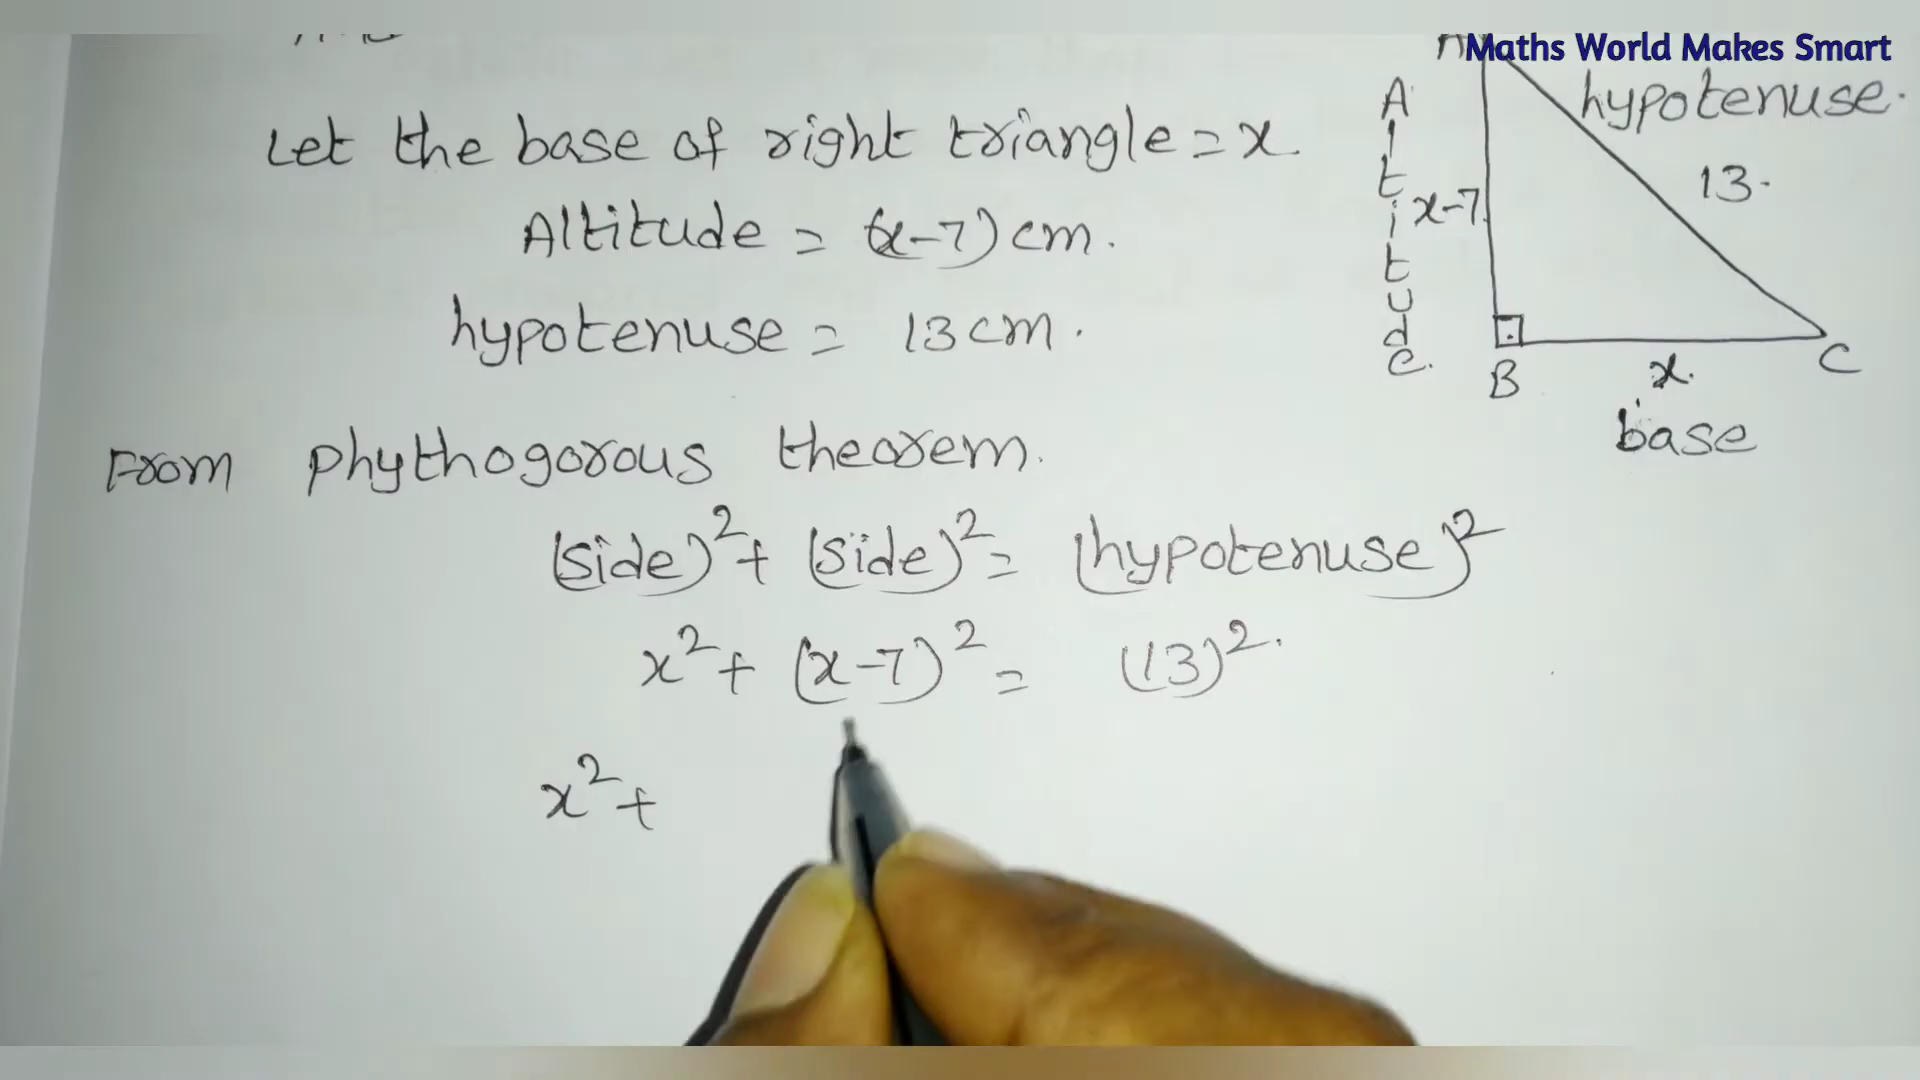 Maths World Makes Smart
Let the base of right triangle = x.
Altitude = (x-7) cm.
hypotenuse = 13 cm.
From phythogorous theorem.
(side)² + (side)² = (hypotenuse)²
x² + (x-7)² = (13)².
x² +
hypotenuse.
13.
Altitude.
x-7
B
x.
C
base